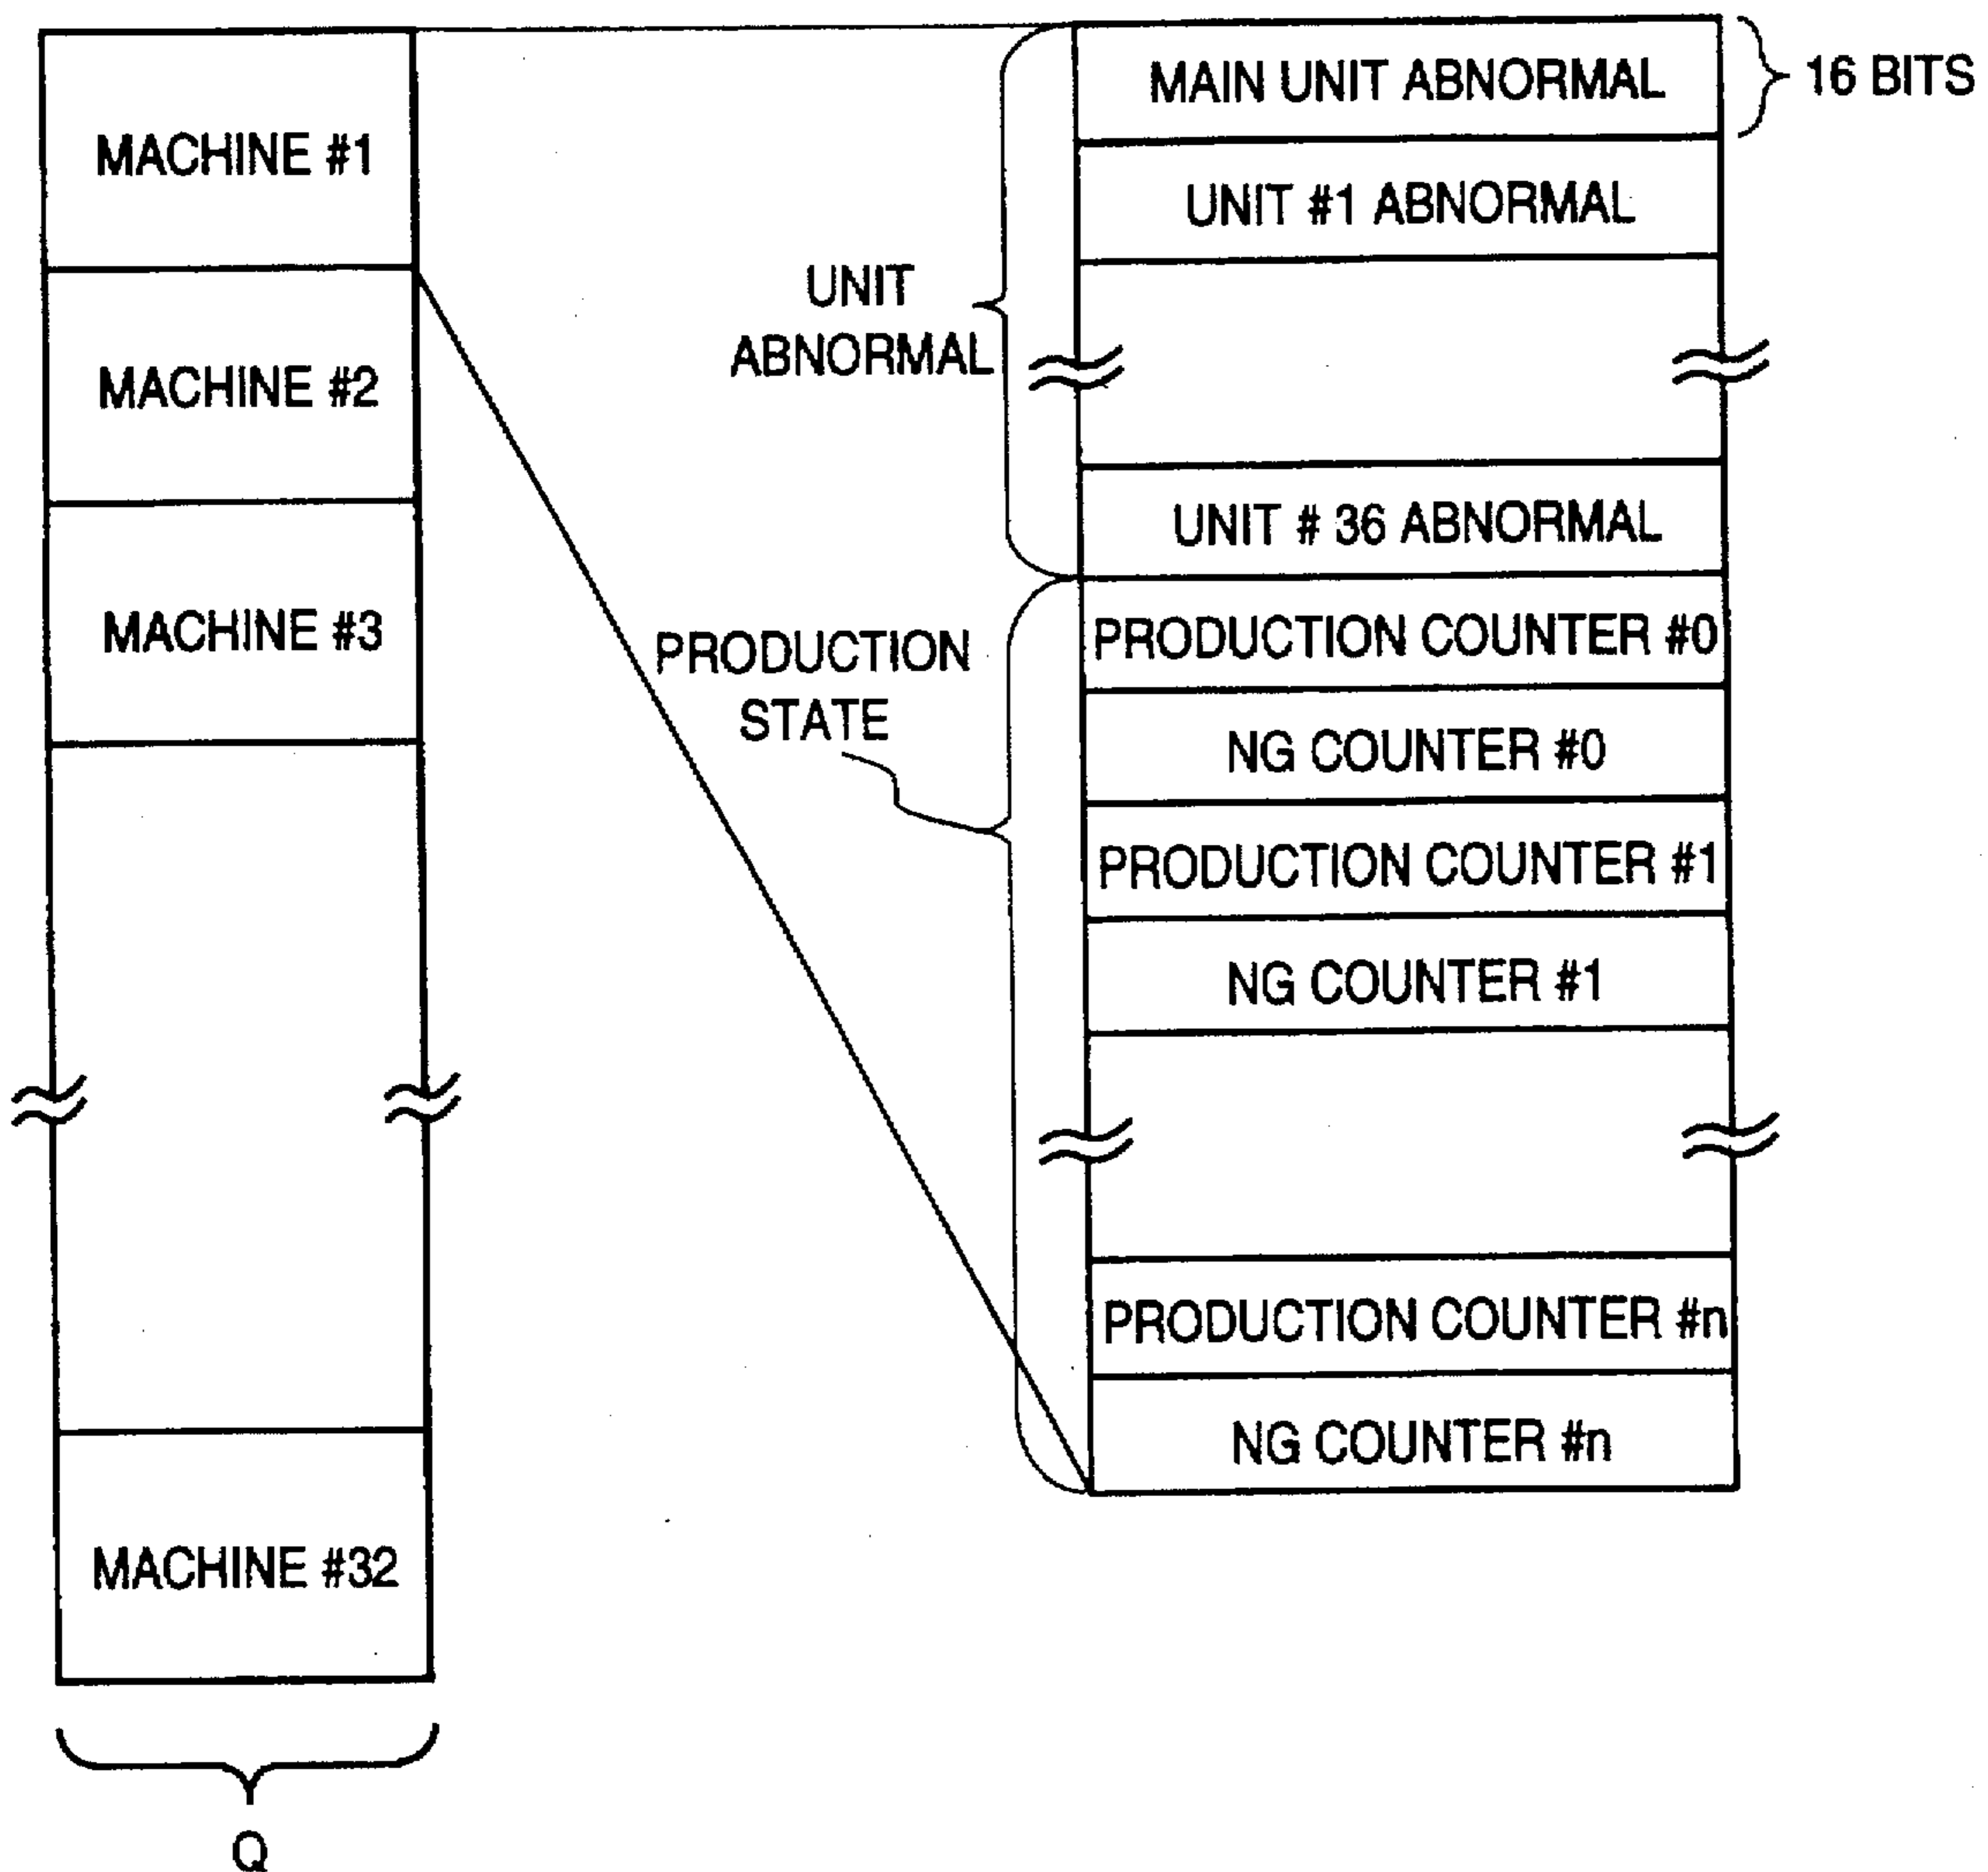 MACHINE #1
MACHINE #2
MACHINE #3
MACHINE #32
Q
UNIT
ABNORMAL
PRODUCTION
STATE
MAIN UNIT ABNORMAL
16 BITS
UNIT #1 ABNORMAL
UNIT # 36 ABNORMAL
PRODUCTION COUNTER #0
NG COUNTER #0
PRODUCTION COUNTER #1
NG COUNTER #1
PRODUCTION COUNTER #n
NG COUNTER #n